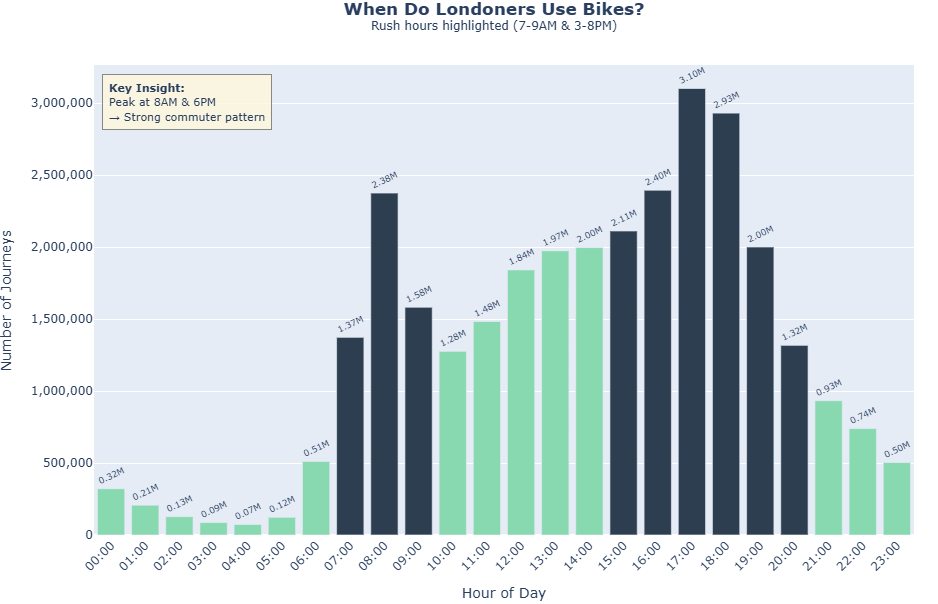 When Do Londoners Use Bikes?
Rush hours highlighted (7-9AM & 3-8PM)
Key Insight:
Peak at 8AM & 6PM
→ Strong commuter pattern
Number of Journeys
3,000,000
2,500,000
2,000,000
1,500,000
1,000,000
500,000
0
0.32M
0.21M
0.13M
0.09M
0.07M
0.12M
0.51M
1.37M
2.38M
1.58M
1.28M
1.48M
1.84M
1.97M
2.00M
2.11M
2.40M
3.10M
2.93M
2.00M
1.32M
0.93M
0.74M
0.50M
00:00
01:00
02:00
03:00
04:00
05:00
06:00
07:00
08:00
09:00
10:00
11:00
12:00
13:00
14:00
15:00
16:00
17:00
18:00
19:00
20:00
21:00
22:00
23:00
Hour of Day